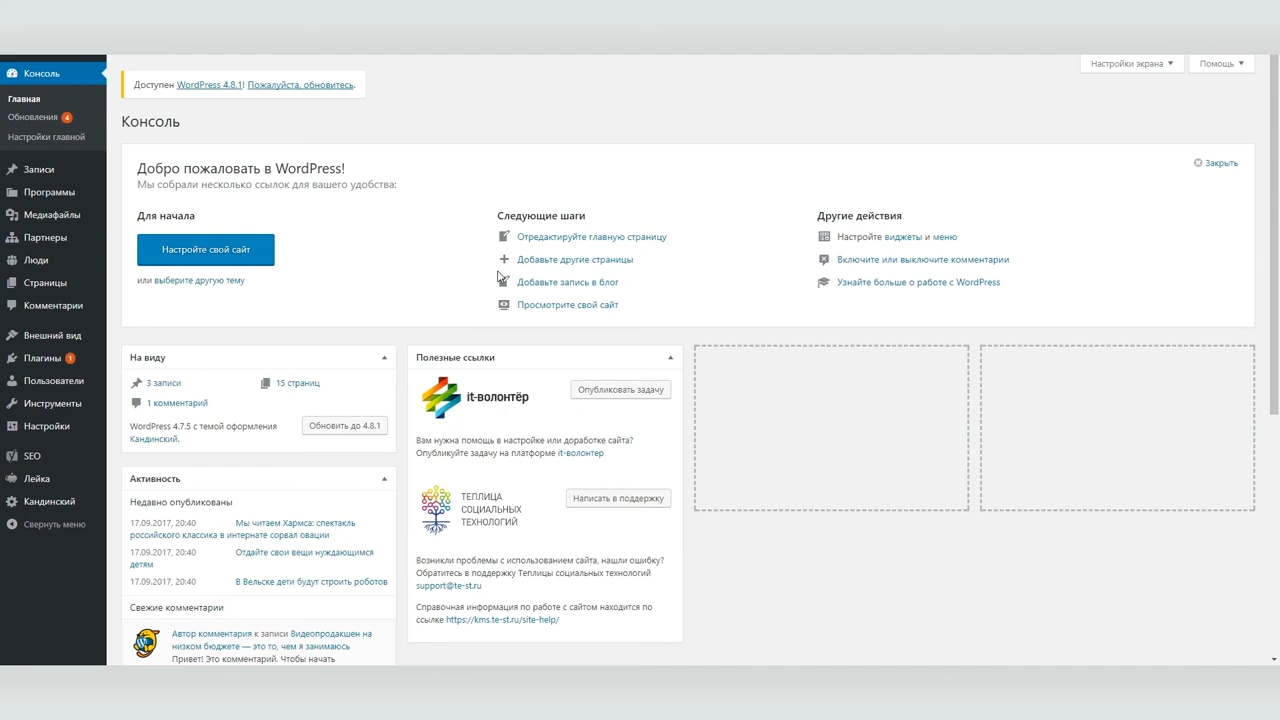 Консоль
Главная
Обновления 4
Настройки главной
Записи
Программы
Медиафайлы
Партнеры
Люди
Страницы
Комментарии
Внешний вид
Плагины 1
Пользователи
Инструменты
Настройки
SEO
Лейка
Кандинский
Свернуть меню
Настройки экрана
Помощь
Доступен WordPress 4.8.1! Пожалуйста, обновитесь.
Консоль
Добро пожаловать в WordPress!
Мы собрали несколько ссылок для вашего удобства:
Закрыть
Для начала
Настройте свой сайт
или выберите другую тему
Следующие шаги
Отредактируйте главную страницу
Добавьте другие страницы
Добавьте запись в блог
Просмотрите свой сайт
Другие действия
Настройте виджеты и меню
Включите или выключите комментарии
Узнайте больше о работе с WordPress
На виду
3 записи
15 страниц
1 комментарий
WordPress 4.7.5 с темой оформления
Кандинский.
Обновить до 4.8.1
Активность
Недавно опубликованы
17.09.2017, 20:40 Мы читаем Хармса: спектакль
российского классика в интернате сорвал овации
17.09.2017, 20:40 Отдайте свои вещи нуждающимся
детям
17.09.2017, 20:40 В Вельске дети будут строить роботов
Свежие комментарии
Автор комментария к записи Видеопродакшен на
низком бюджете — это то, чем я занимаюсь
Привет! Это комментарий. Чтобы начать
Полезные ссылки
it-волонтёр
Опубликовать задачу
Вам нужна помощь в настройке или доработке сайта?
Опубликуйте задачу на платформе it-волонтер
ТЕПЛИЦА
СОЦИАЛЬНЫХ
ТЕХНОЛОГИЙ
Написать в поддержку
Возникли проблемы с использованием сайта, нашли ошибку?
Обратитесь в поддержку Теплицы социальных технологий
support@te-st.ru
Справочная информация по работе с сайтом находится по
ссылке https://kms.te-st.ru/site-help/